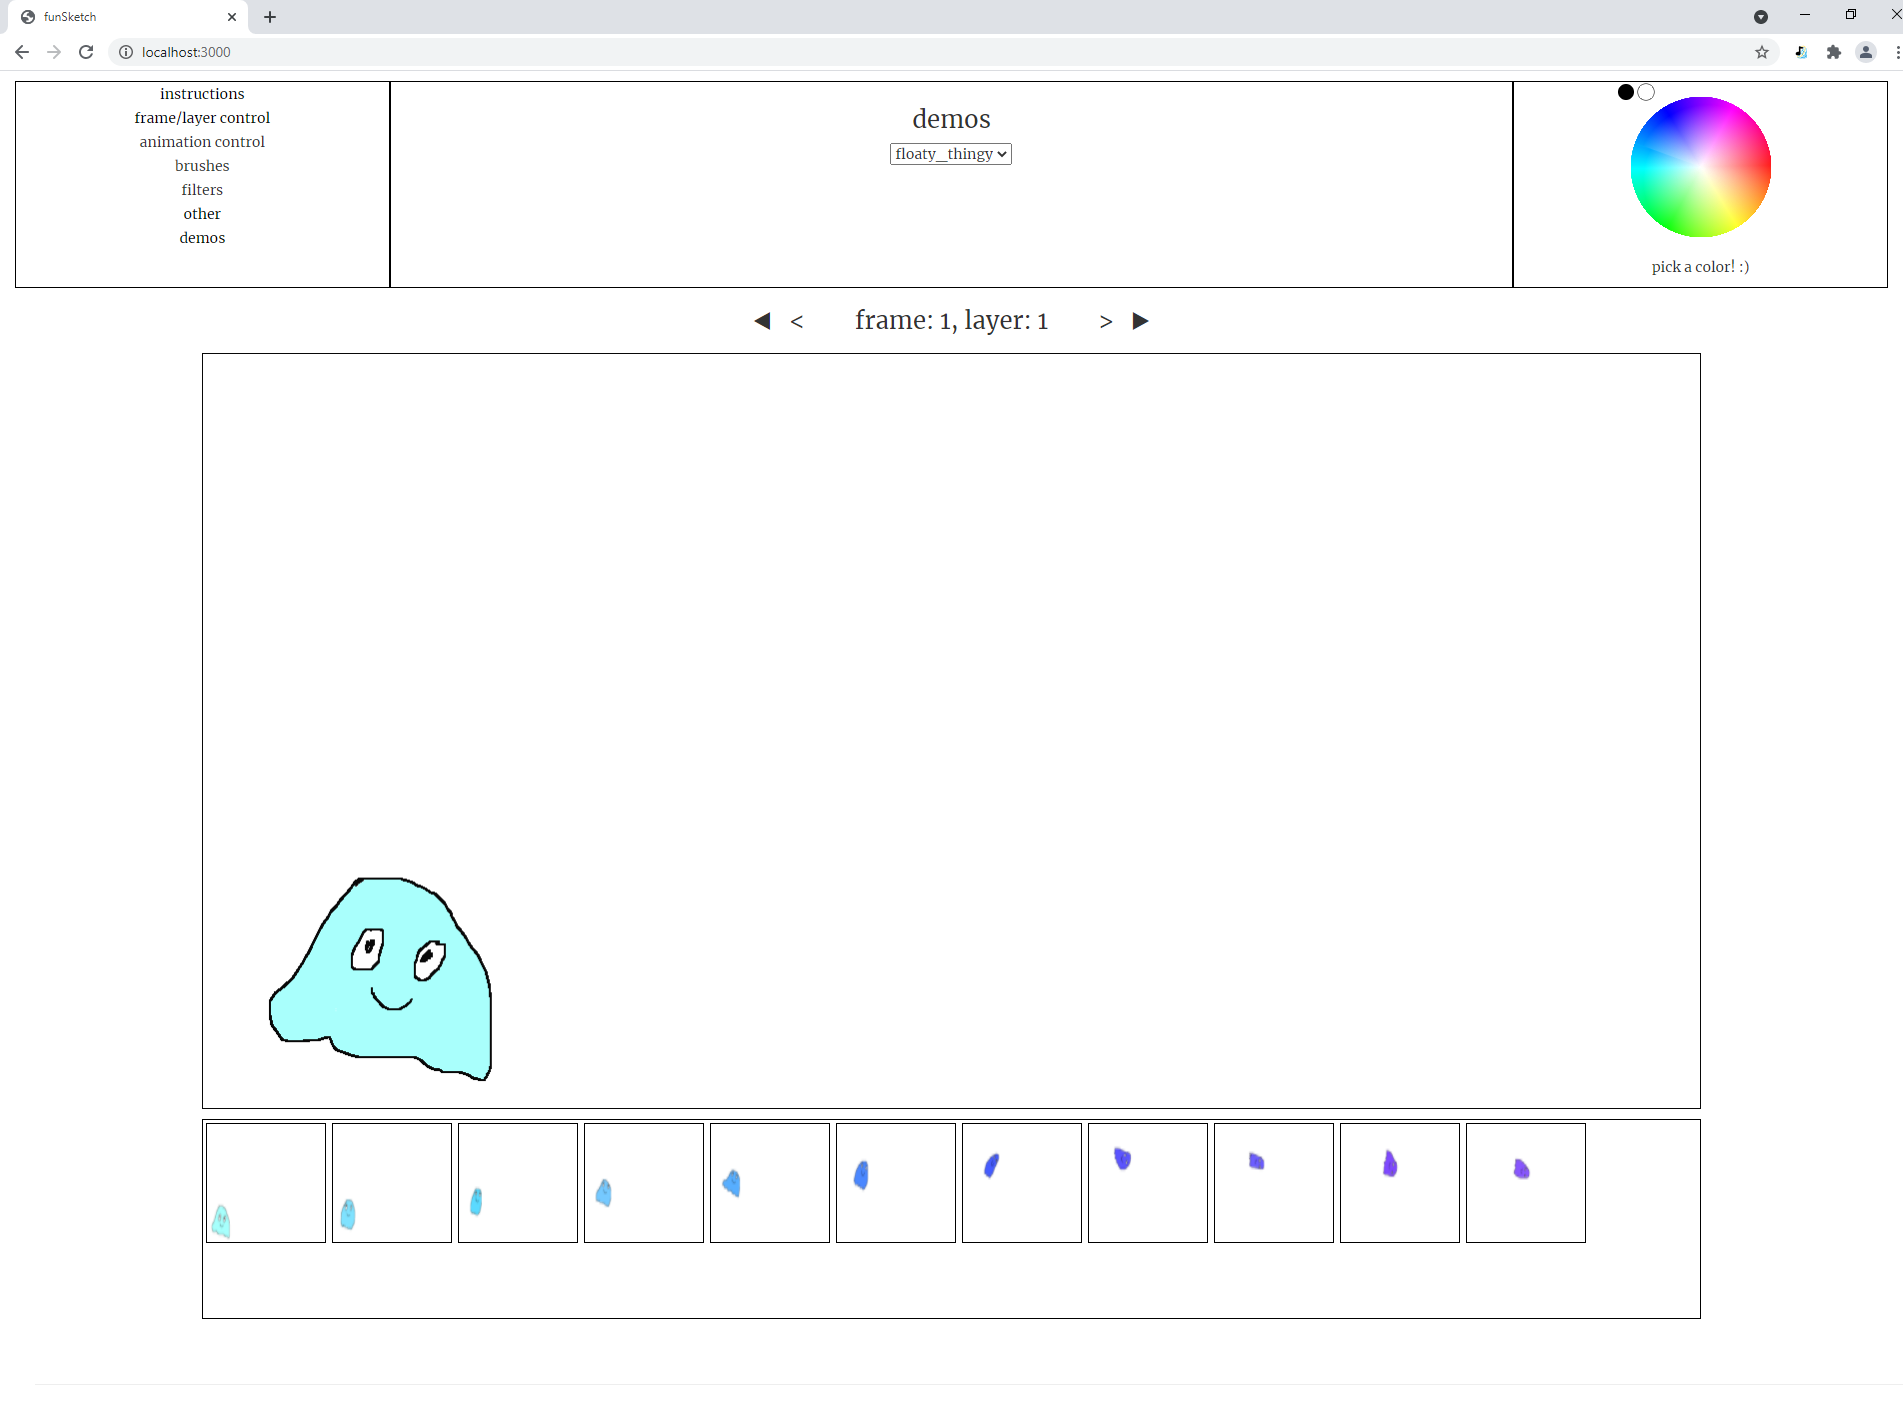 funSketch
localhost:3000
instructions
frame/layer control
animation control
brushes
filters
other
demos
demos
floaty_thingy
pick a color! :)
◀ < frame: 1, layer: 1 > ▶